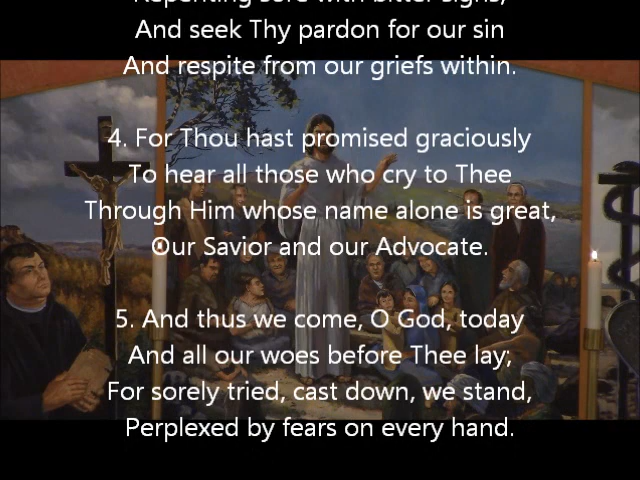 Repenting sore with bitter sighs,
And seek Thy pardon for our sin
And respite from our griefs within.
4. For Thou hast promised graciously
To hear all those who cry to Thee
Through Him whose name alone is great,
Our Savior and our Advocate.
5. And thus we come, O God, today
And all our woes before Thee lay;
For sorely tried, cast down, we stand,
Perplexed by fears on every hand.